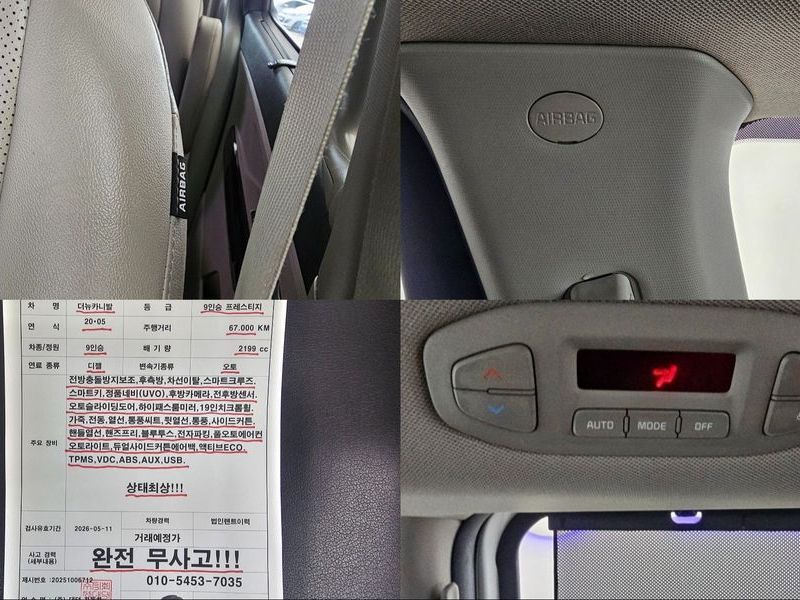 AIRBAG
AIRBAG
차 명 더뉴카니발 등 급 9인승 프레스티지
연 식 20·05 주행거리 67.000 KM
차종/정원 9인승 배 기 량 2199 cc
연료 종류 디젤 변속기종류 오토
주요 장비
전방충돌방지보조,후측방,차선이탈,스마트크루즈.
스마트키,정품네비(UVO),후방카메라,전후방센서.
오토슬라이딩도어,하이패스룸미러,19인치크롬휠.
가죽,전동,열선,통풍씨트,뒷열선,통풍,사이드커튼,
핸들열선,핸즈프리,블루투스,전자파킹,풀오토에어컨
오토라이트,듀얼사이드커튼에어백,액티브ECO.
TPMS,VDC,ABS,AUX,USB.
상태최상!!!
검사유효기간 2026-05-11 차량경력 법인렌트이력
거래예정가
사고 경력
(세부내용)
완전 무사고!!!
제시번호 :20251006712 010-5453-7035
AUTO MODE OFF